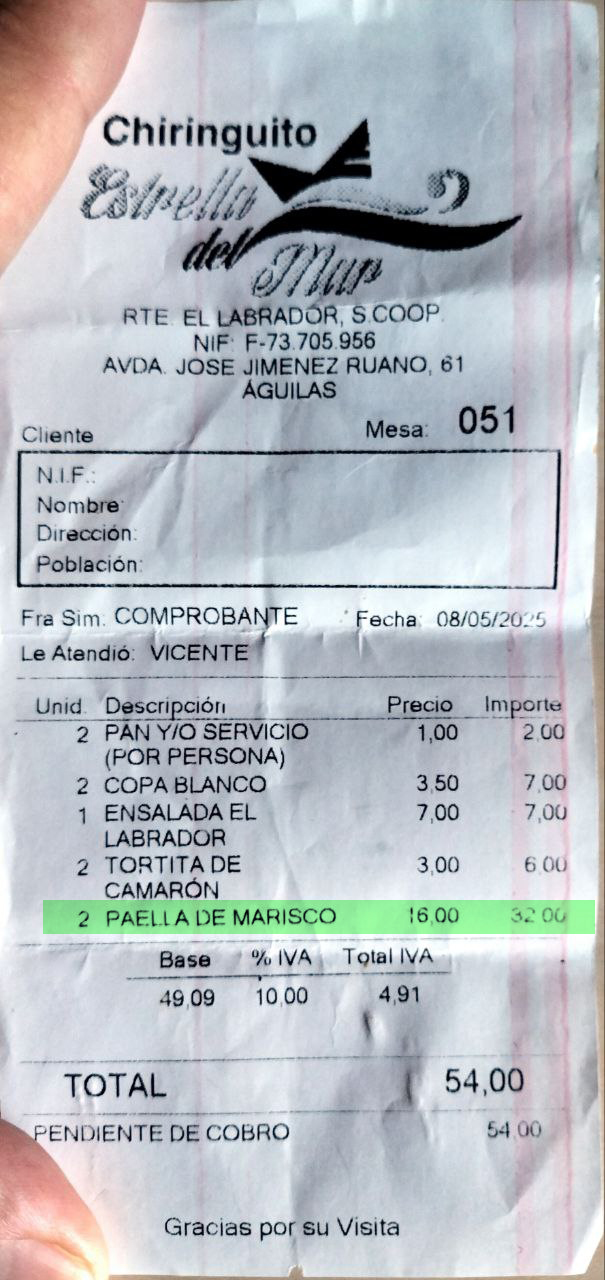 Chiringuito
Estrella
del
Mar
RTE. EL LABRADOR, S.COOP.
NIF: F-73.705.956
AVDA. JOSE JIMENEZ RUANO, 61
ÁGUILAS
Cliente Mesa: 051
N.I.F.:
Nombre:
Dirección:
Población:
Fra Sim: COMPROBANTE Fecha: 08/05/2025
Le Atendió: VICENTE
Unid. Descripción Precio Importe
2 PAN Y/O SERVICIO 1,00 2,00
(POR PERSONA)
2 COPA BLANCO 3,50 7,00
1 ENSALADA EL 7,00 7,00
LABRADOR
2 TORTITA DE 3,00 6,00
CAMARÓN
2 PAELLA DE MARISCO 16,00 32,00
Base % IVA Total IVA
49,09 10,00 4,91
TOTAL 54,00
PENDIENTE DE COBRO 54,00
Gracias por su Visita